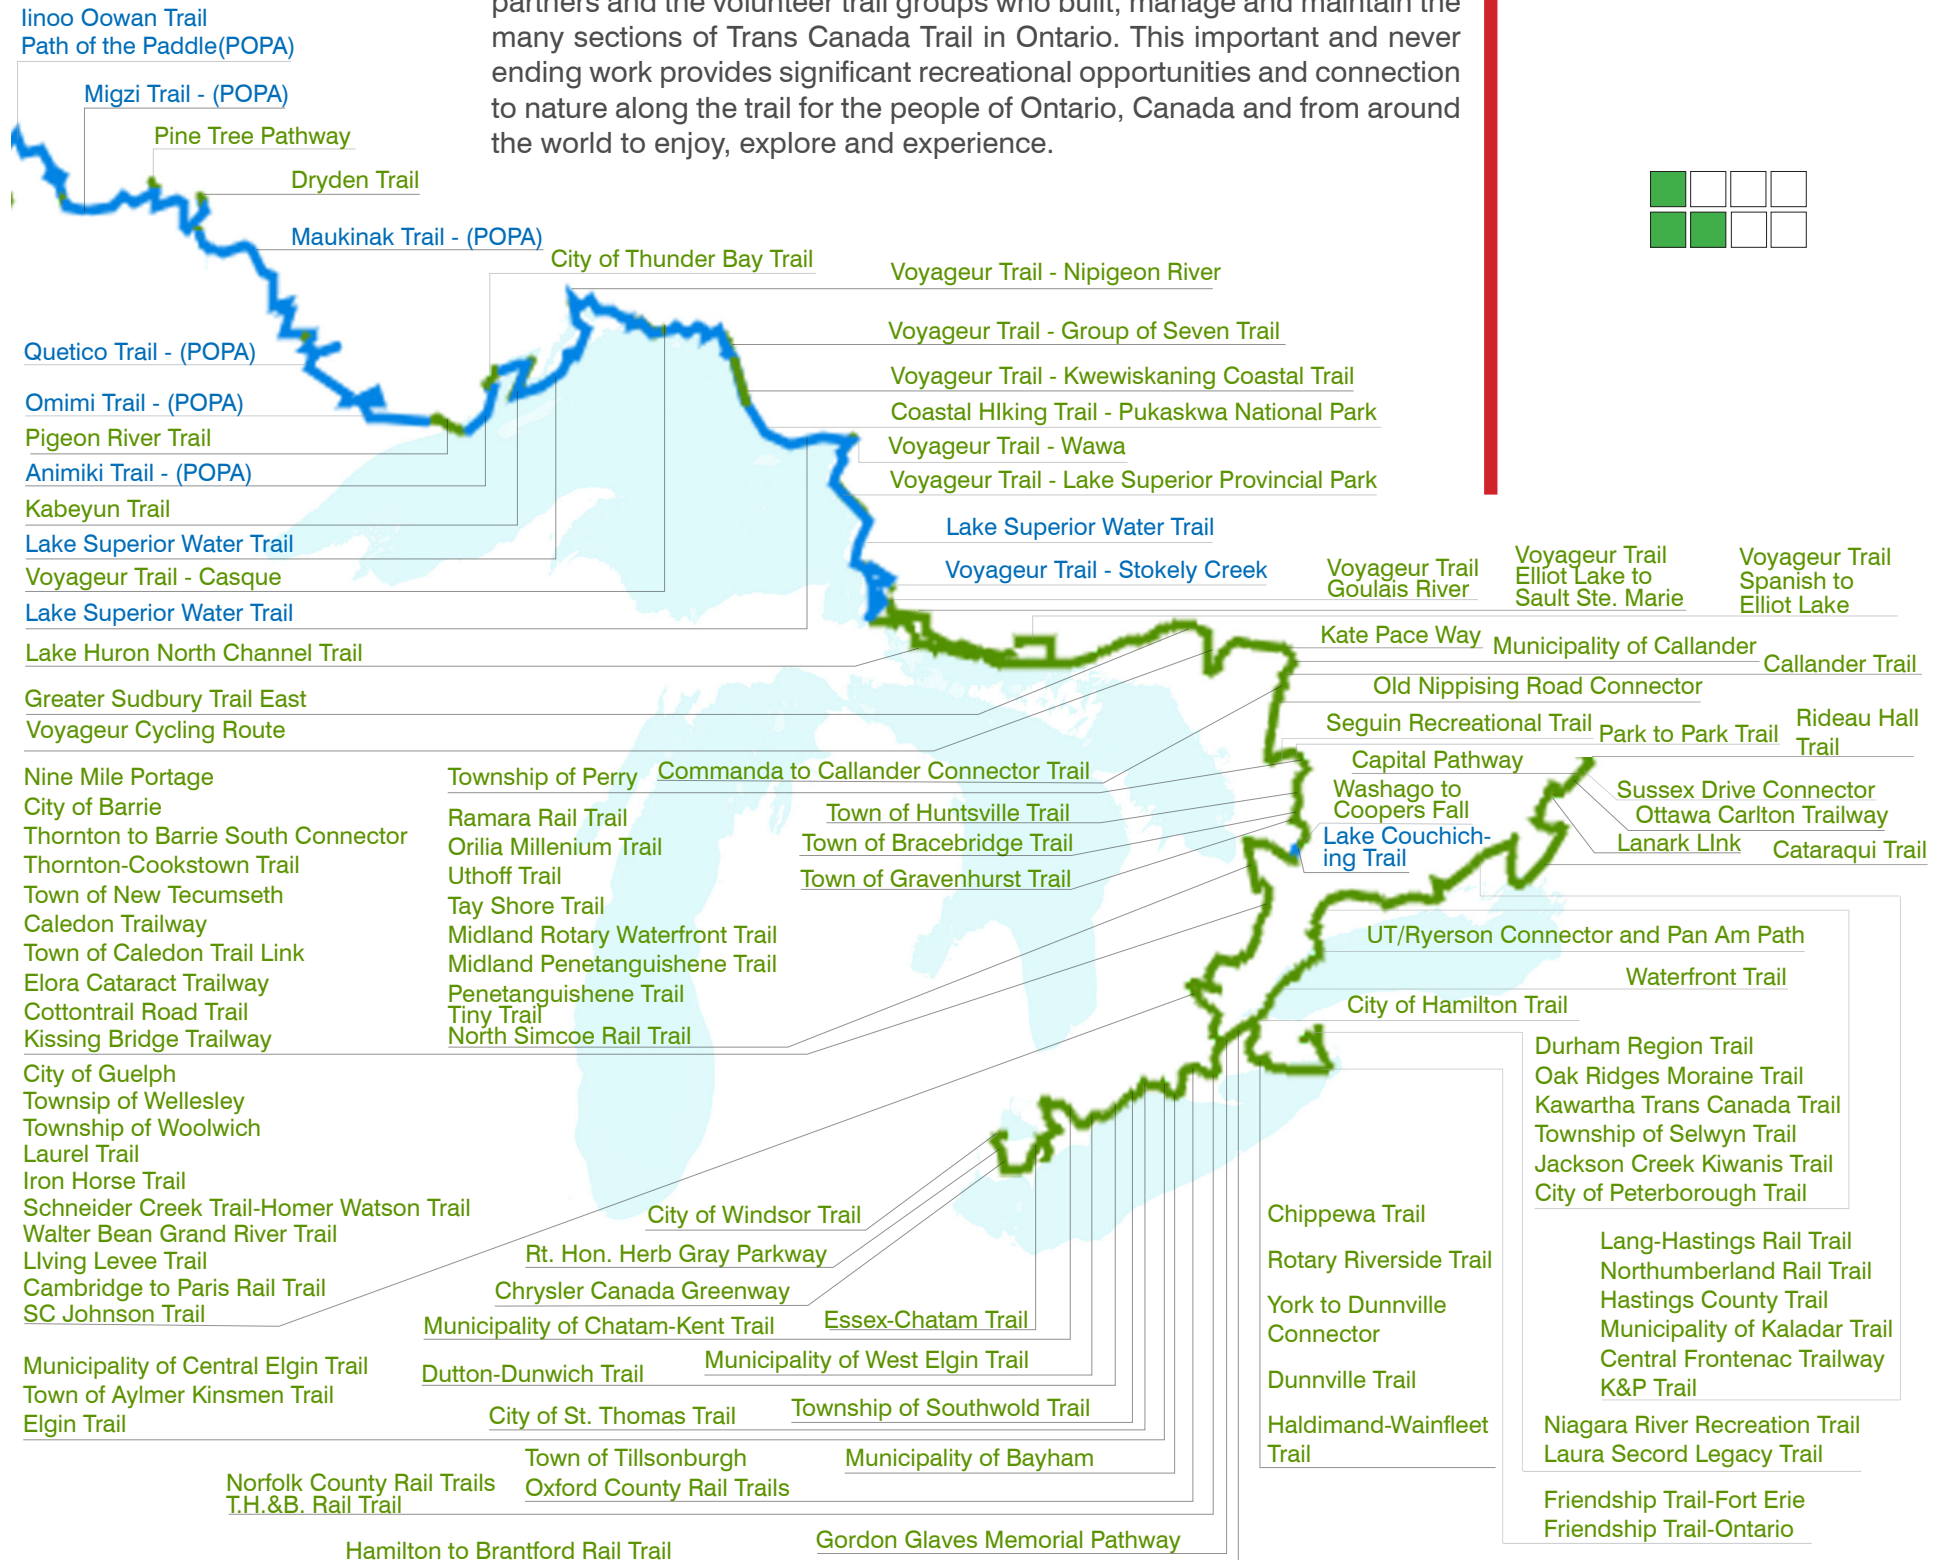 partners and the volunteer trail groups who built, manage and maintain the
many sections of Trans Canada Trail in Ontario. This important and never
ending work provides significant recreational opportunities and connection
to nature along the trail for the people of Ontario, Canada and from around
the world to enjoy, explore and experience.
Iinoo Oowan Trail
Path of the Paddle(POPA)
Migzi Trail - (POPA)
Pine Tree Pathway
Dryden Trail
Maukinak Trail - (POPA)
City of Thunder Bay Trail
Voyageur Trail - Nipigeon River
Voyageur Trail - Group of Seven Trail
Voyageur Trail - Kwewiskaning Coastal Trail
Coastal HIking Trail - Pukaskwa National Park
Voyageur Trail - Wawa
Voyageur Trail - Lake Superior Provincial Park
Lake Superior Water Trail
Voyageur Trail - Stokely Creek
Quetico Trail - (POPA)
Omimi Trail - (POPA)
Pigeon River Trail
Animiki Trail - (POPA)
Kabeyun Trail
Lake Superior Water Trail
Voyageur Trail - Casque
Lake Superior Water Trail
Lake Huron North Channel Trail
Greater Sudbury Trail East
Voyageur Cycling Route
Voyageur Trail
Goulais River
Voyageur Trail
Elliot Lake to
Sault Ste. Marie
Voyageur Trail
Spanish to
Elliot Lake
Kate Pace Way
Municipality of Callander
Callander Trail
Old Nippising Road Connector
Seguin Recreational Trail
Park to Park Trail
Rideau Hall
Trail
Capital Pathway
Washago to
Coopers Fall
Lake Couchich-
ing Trail
Sussex Drive Connector
Ottawa Carlton Trailway
Lanark LInk
Cataraqui Trail
Nine Mile Portage
City of Barrie
Thornton to Barrie South Connector
Thornton-Cookstown Trail
Town of New Tecumseth
Caledon Trailway
Town of Caledon Trail Link
Elora Cataract Trailway
Cottontrail Road Trail
Kissing Bridge Trailway
Township of Perry
Commanda to Callander Connector Trail
Ramara Rail Trail
Orilia Millenium Trail
Uthoff Trail
Tay Shore Trail
Midland Rotary Waterfront Trail
Midland Penetanguishene Trail
Penetanguishene Trail
Tiny Trail
North Simcoe Rail Trail
Town of Huntsville Trail
Town of Bracebridge Trail
Town of Gravenhurst Trail
UT/Ryerson Connector and Pan Am Path
Waterfront Trail
City of Hamilton Trail
City of Guelph
Townsip of Wellesley
Township of Woolwich
Laurel Trail
Iron Horse Trail
Schneider Creek Trail-Homer Watson Trail
Walter Bean Grand River Trail
LIving Levee Trail
Cambridge to Paris Rail Trail
SC Johnson Trail
City of Windsor Trail
Rt. Hon. Herb Gray Parkway
Chrysler Canada Greenway
Municipality of Chatam-Kent Trail
Essex-Chatam Trail
Municipality of Central Elgin Trail
Town of Aylmer Kinsmen Trail
Elgin Trail
Dutton-Dunwich Trail
Municipality of West Elgin Trail
City of St. Thomas Trail
Township of Southwold Trail
Town of Tillsonburgh
Oxford County Rail Trails
Municipality of Bayham
Norfolk County Rail Trails
T.H.&B. Rail Trail
Hamilton to Brantford Rail Trail
Gordon Glaves Memorial Pathway
Chippewa Trail
Rotary Riverside Trail
York to Dunnville
Connector
Dunnville Trail
Haldimand-Wainfleet
Trail
Durham Region Trail
Oak Ridges Moraine Trail
Kawartha Trans Canada Trail
Township of Selwyn Trail
Jackson Creek Kiwanis Trail
City of Peterborough Trail
Lang-Hastings Rail Trail
Northumberland Rail Trail
Hastings County Trail
Municipality of Kaladar Trail
Central Frontenac Trailway
K&P Trail
Niagara River Recreation Trail
Laura Secord Legacy Trail
Friendship Trail-Fort Erie
Friendship Trail-Ontario